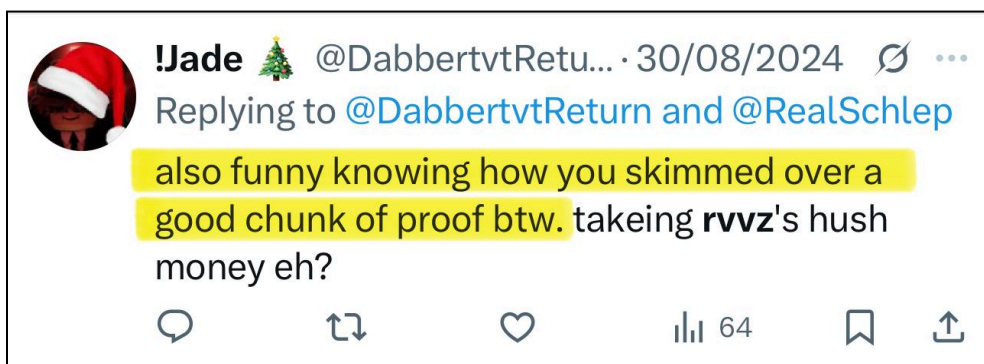 !Jade 🎄 @DabbertvtRetu... · 30/08/2024
Replying to @DabbertvtReturn and @RealSchlep
also funny knowing how you skimmed over a
good chunk of proof btw. takeing rvvz's hush
money eh?
64